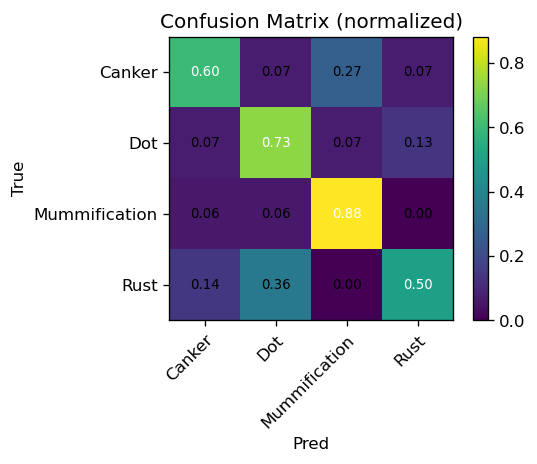 Confusion Matrix (normalized)
Canker 0.60 0.07 0.27 0.07
Dot 0.07 0.73 0.07 0.13
Mummification 0.06 0.06 0.88 0.00
Rust 0.14 0.36 0.00 0.50
Canker Dot Mummification Rust
Pred
True
0.8
0.6
0.4
0.2
0.0